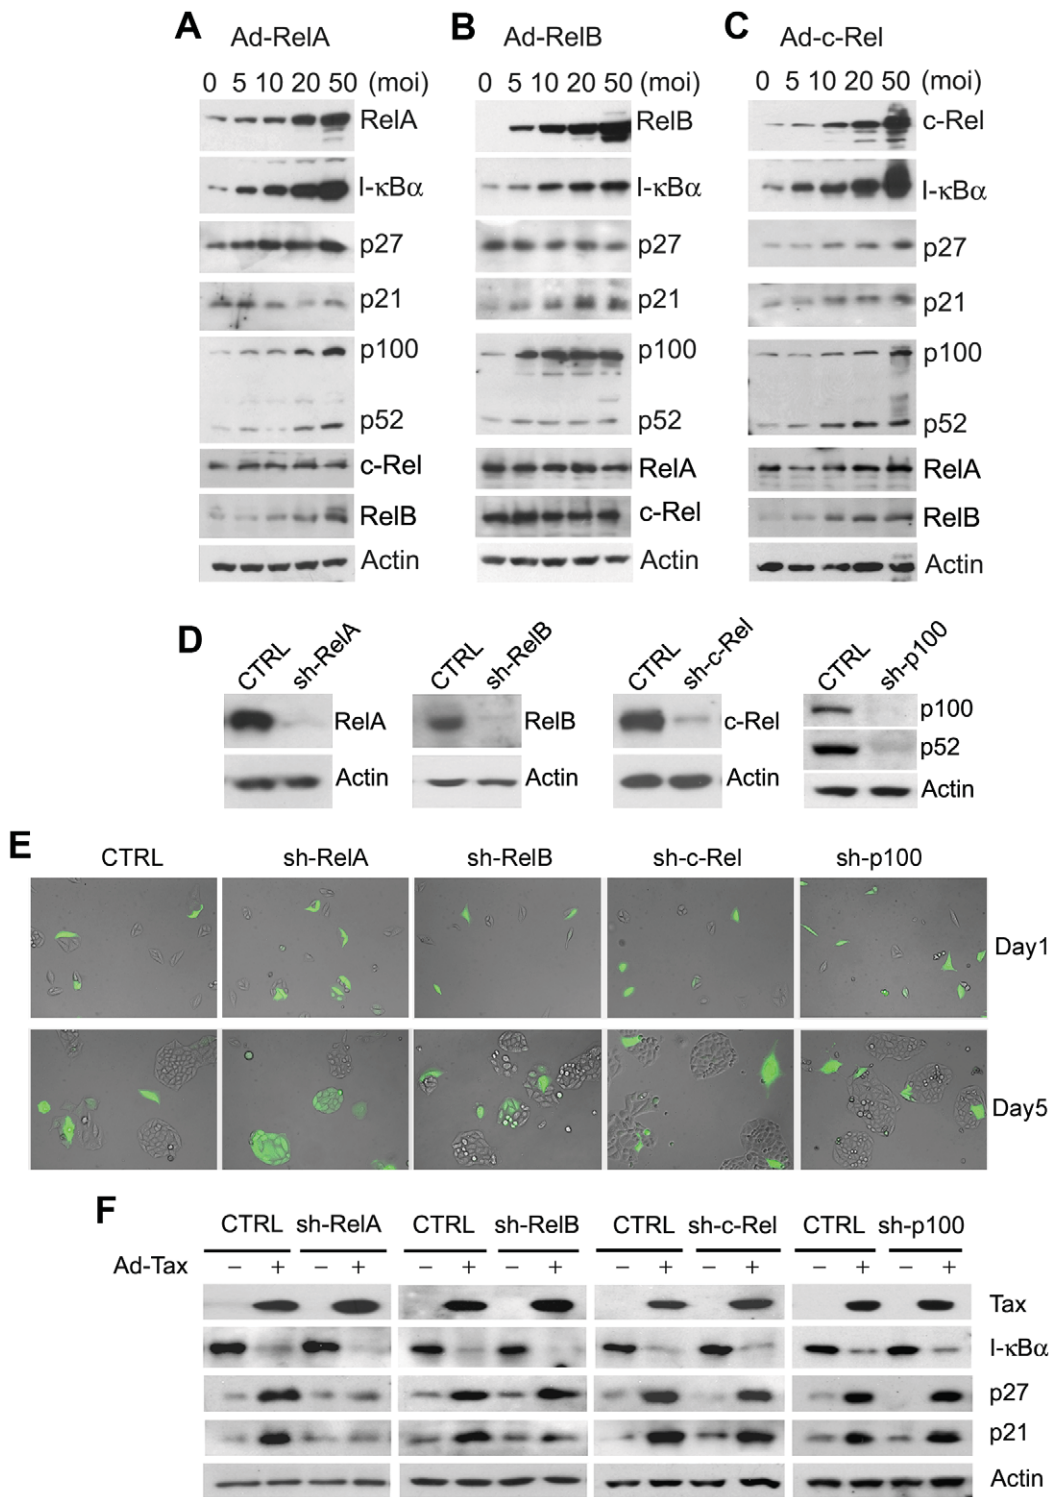 A B C
Ad-RelA Ad-RelB Ad-c-Rel
0 5 10 20 50 (moi) 0 5 10 20 50 (moi) 0 5 10 20 50 (moi)
RelA RelB c-Rel
I-κBα I-κBα I-κBα
p27 p27 p27
p21 p21 p21
p100 p100 p100
p52 p52 p52
c-Rel RelA RelA
RelB c-Rel RelB
Actin Actin Actin
D
CTRL sh-RelA CTRL sh-RelB CTRL sh-c-Rel CTRL sh-p100
RelA RelB c-Rel p100
p52
Actin Actin Actin Actin
E
CTRL sh-RelA sh-RelB sh-c-Rel sh-p100
Day1
Day5
F
CTRL sh-RelA CTRL sh-RelB CTRL sh-c-Rel CTRL sh-p100
Ad-Tax − + − + − + − + − + − + − + − +
Tax
I-κBα
p27
p21
Actin